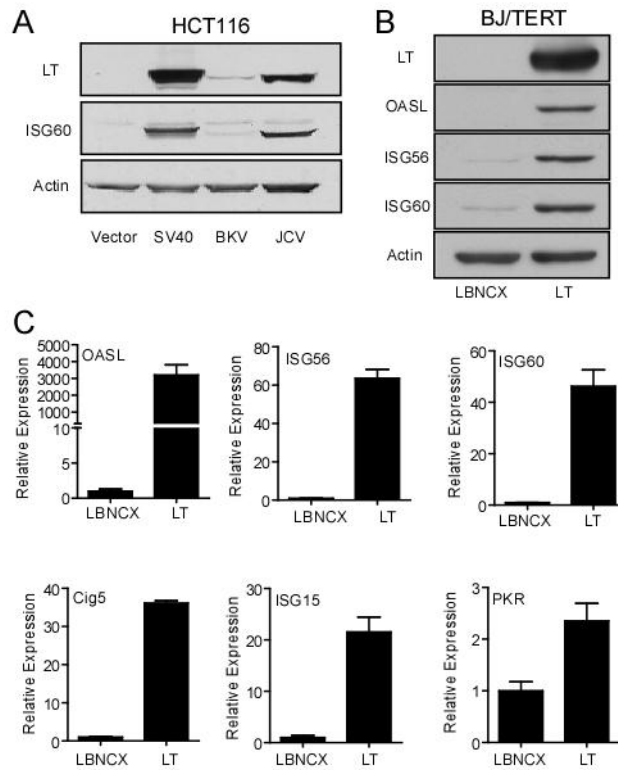 A
HCT116
LT
ISG60
Actin
Vector SV40 BKV JCV
B
BJ/TERT
LT
OASL
ISG56
ISG60
Actin
LBNCX LT
C
OASL
Relative Expression
5000
4000
3000
2000
1000
10
5
0
LBNCX LT
ISG56
Relative Expression
80
60
40
20
0
LBNCX LT
ISG60
Relative Expression
60
40
20
0
LBNCX LT
Cig5
Relative Expression
40
30
20
10
0
LBNCX LT
ISG15
Relative Expression
30
20
10
0
LBNCX LT
PKR
Relative Expression
3
2
1
0
LBNCX LT